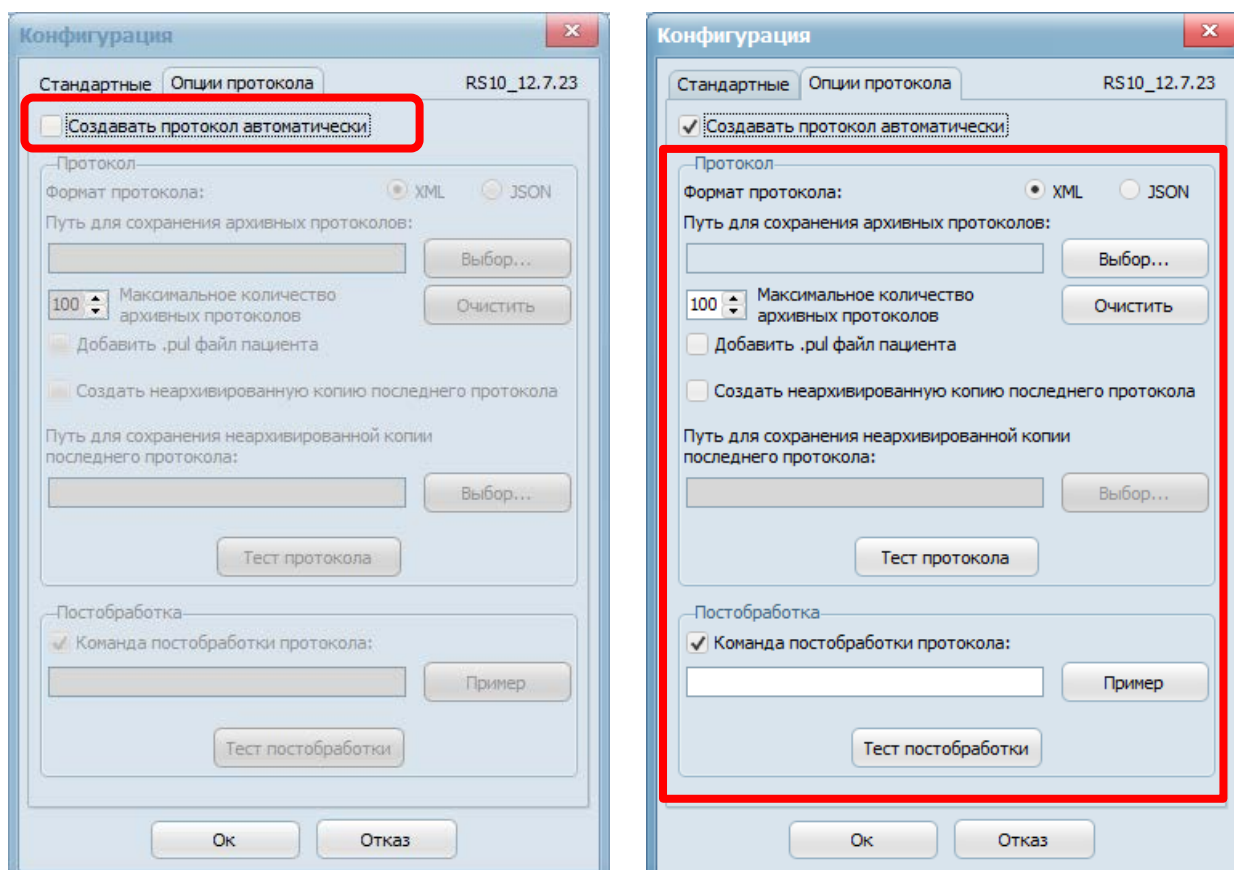 Конфигурация
Стандартные Опции протокола RS10_12.7.23
Создавать протокол автоматически
Протокол
Формат протокола: XML JSON
Путь для сохранения архивных протоколов:
Выбор...
100 Максимальное количество
архивных протоколов
Очистить
Добавить .pul файл пациента
Создать неархивированную копию последнего протокола
Путь для сохранения неархивированной копии
последнего протокола:
Выбор...
Тест протокола
Постобработка
Команда постобработки протокола:
Пример
Тест постобработки
Ок Отказ
Конфигурация
Стандартные Опции протокола RS10_12.7.23
Создавать протокол автоматически
Протокол
Формат протокола: XML JSON
Путь для сохранения архивных протоколов:
Выбор...
100 Максимальное количество
архивных протоколов
Очистить
Добавить .pul файл пациента
Создать неархивированную копию последнего протокола
Путь для сохранения неархивированной копии
последнего протокола:
Выбор...
Тест протокола
Постобработка
Команда постобработки протокола:
Пример
Тест постобработки
Ок Отказ